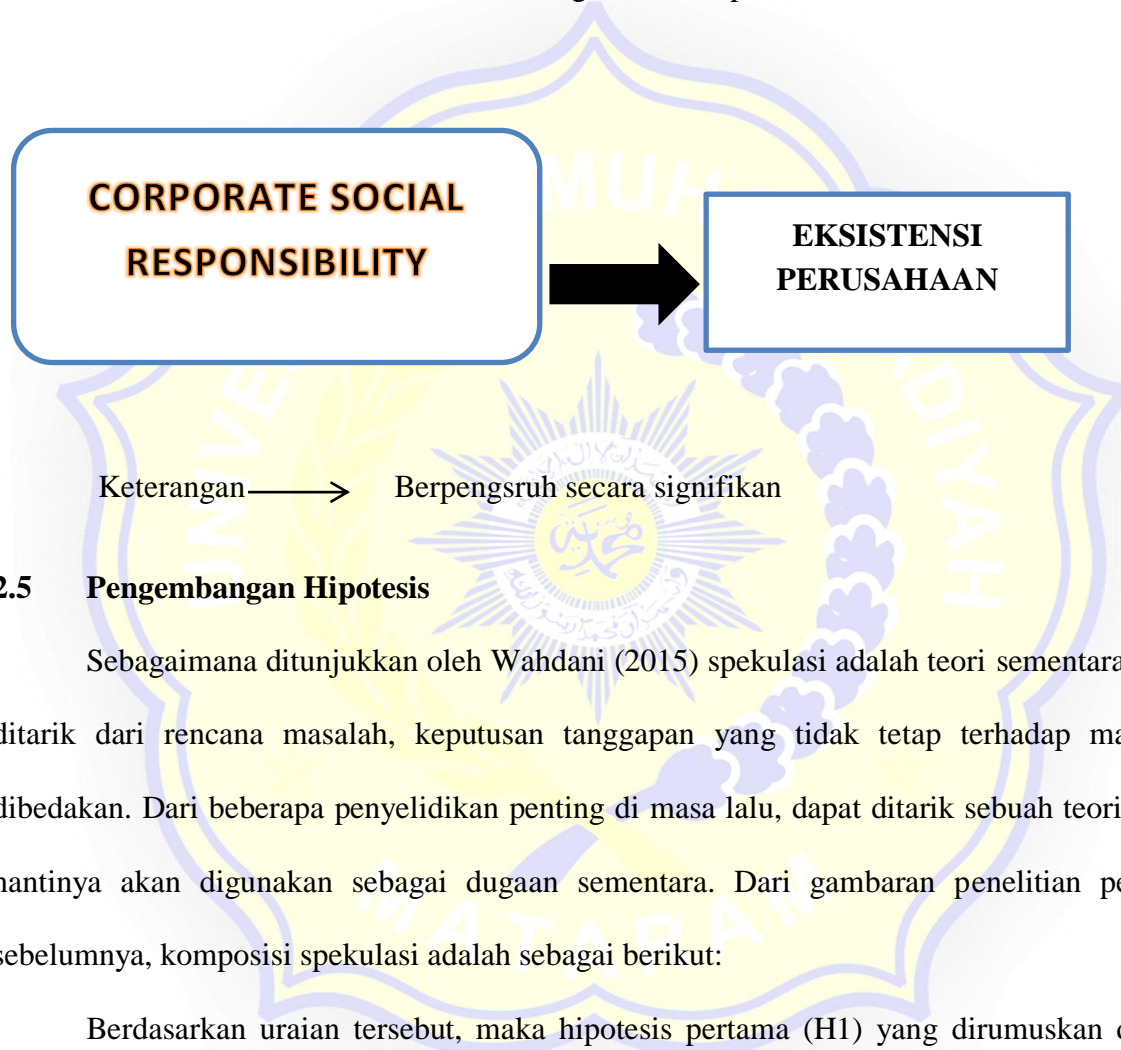 CORPORATE SOCIAL
RESPONSIBILITY
EKSISTENSI
PERUSAHAAN
Keterangan Berpengsruh secara signifikan
2.5 Pengembangan Hipotesis
Sebagaimana ditunjukkan oleh Wahdani (2015) spekulasi adalah teori sementara
ditarik dari rencana masalah, keputusan tanggapan yang tidak tetap terhadap
dibedakan. Dari beberapa penyelidikan penting di masa lalu, dapat ditarik sebuah teori
nantinya akan digunakan sebagai dugaan sementara. Dari gambaran penelitian
sebelumnya, komposisi spekulasi adalah sebagai berikut:
Berdasarkan uraian tersebut, maka hipotesis pertama (H1) yang dirumuskan
MATARAM